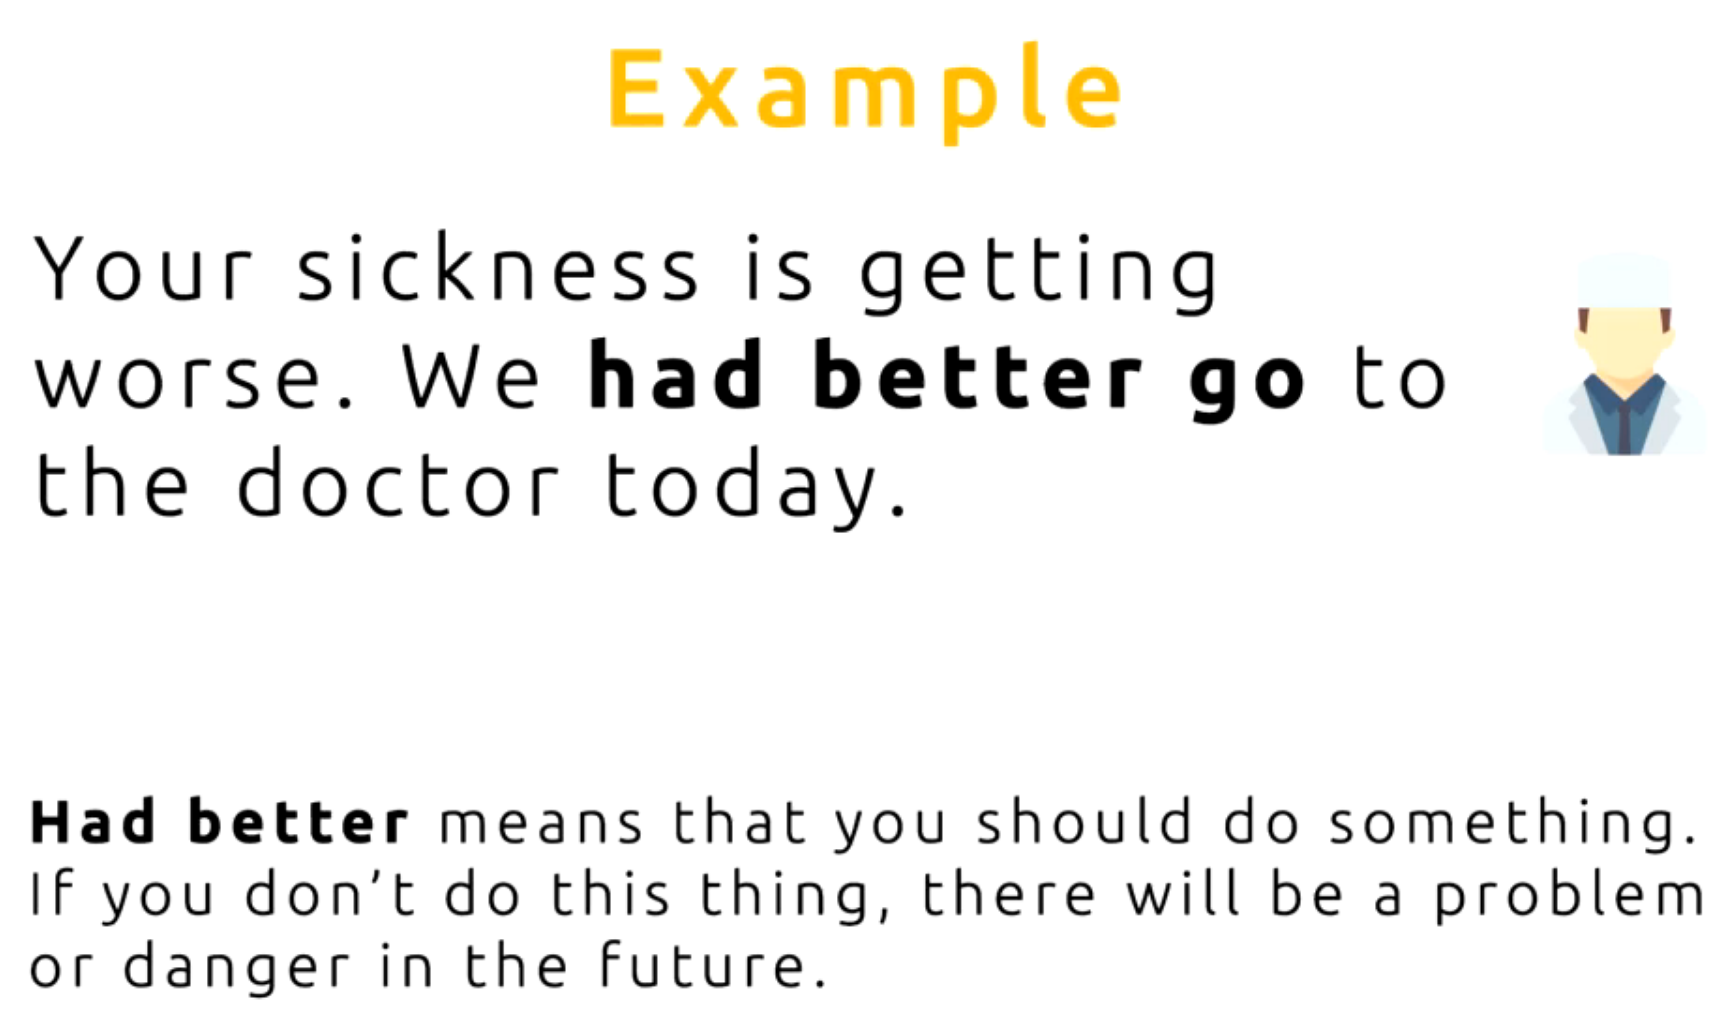 Example
Your sickness is getting
worse. We had better go to
the doctor today.
Had better means that you should do something.
If you don’t do this thing, there will be a problem
or danger in the future.